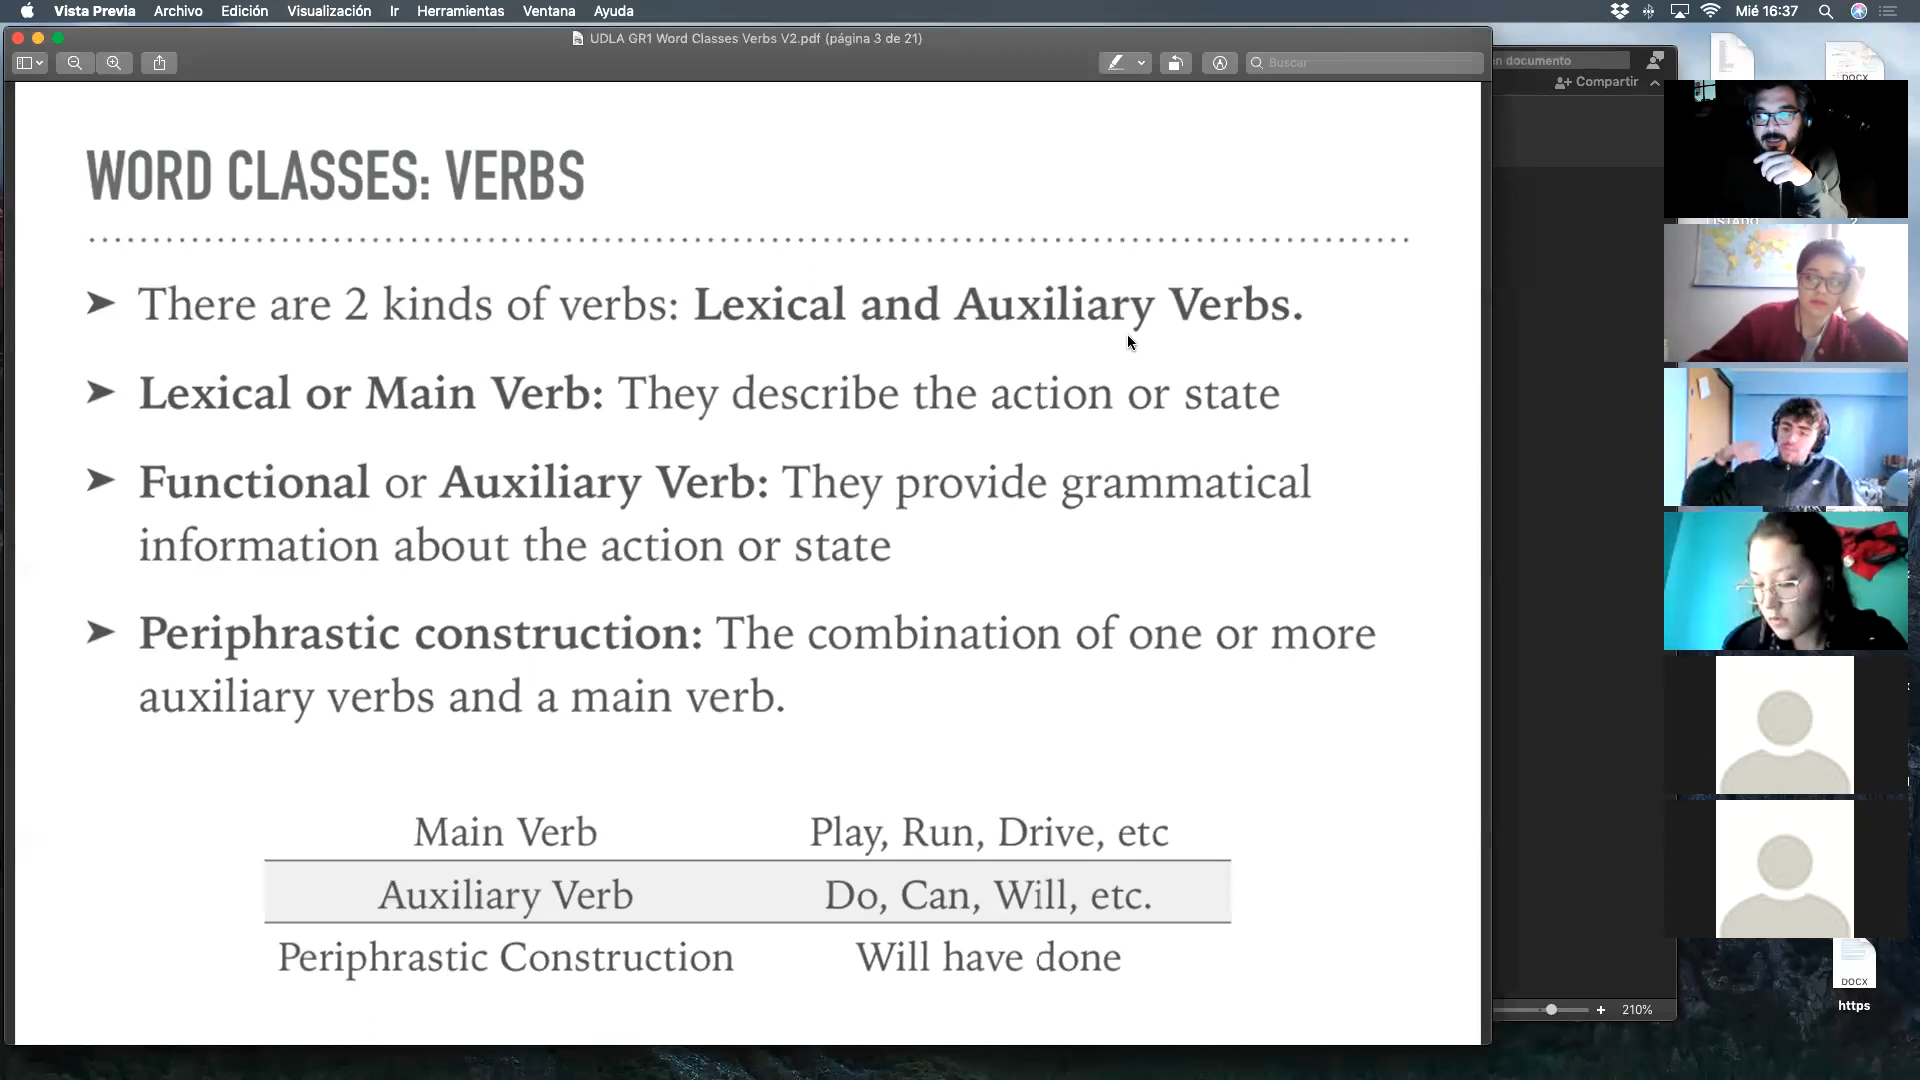 Vista Previa Archivo Edición Visualización Ir Herramientas Ventana Ayuda Mié 16:37
UDLA GR1 Word Classes Verbs V2.pdf (página 3 de 21)
Buscar
en documento
Compartir
DOCX
LISTADO
WORD CLASSES: VERBS
➤ There are 2 kinds of verbs: Lexical and Auxiliary Verbs.
➤ Lexical or Main Verb: They describe the action or state
➤ Functional or Auxiliary Verb: They provide grammatical
information about the action or state
➤ Periphrastic construction: The combination of one or more
auxiliary verbs and a main verb.
Main Verb Play, Run, Drive, etc
Auxiliary Verb Do, Can, Will, etc.
Periphrastic Construction Will have done
DOCX
https
210%